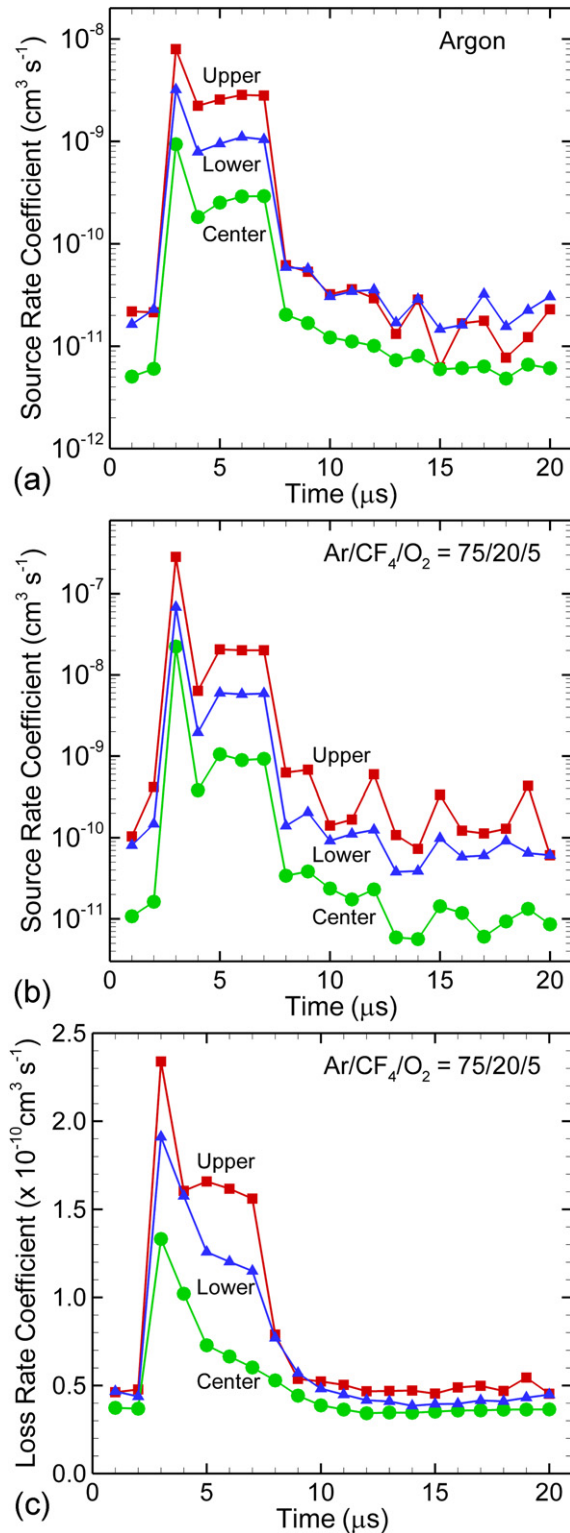 Source Rate Coefficient (cm³ s⁻¹)
10⁻⁸
10⁻⁹
10⁻¹⁰
10⁻¹¹
10⁻¹²
Argon
Upper
Lower
Center
0 5 10 15 20
Time (μs)
(a)
Source Rate Coefficient (cm³ s⁻¹)
10⁻⁷
10⁻⁸
10⁻⁹
10⁻¹⁰
10⁻¹¹
Ar/CF₄/O₂ = 75/20/5
Upper
Lower
Center
0 5 10 15 20
Time (μs)
(b)
Loss Rate Coefficient (x 10⁻¹⁰cm³ s⁻¹)
2.5
2.0
1.5
1.0
0.5
0.0
Ar/CF₄/O₂ = 75/20/5
Upper
Lower
Center
0 5 10 15 20
Time (μs)
(c)